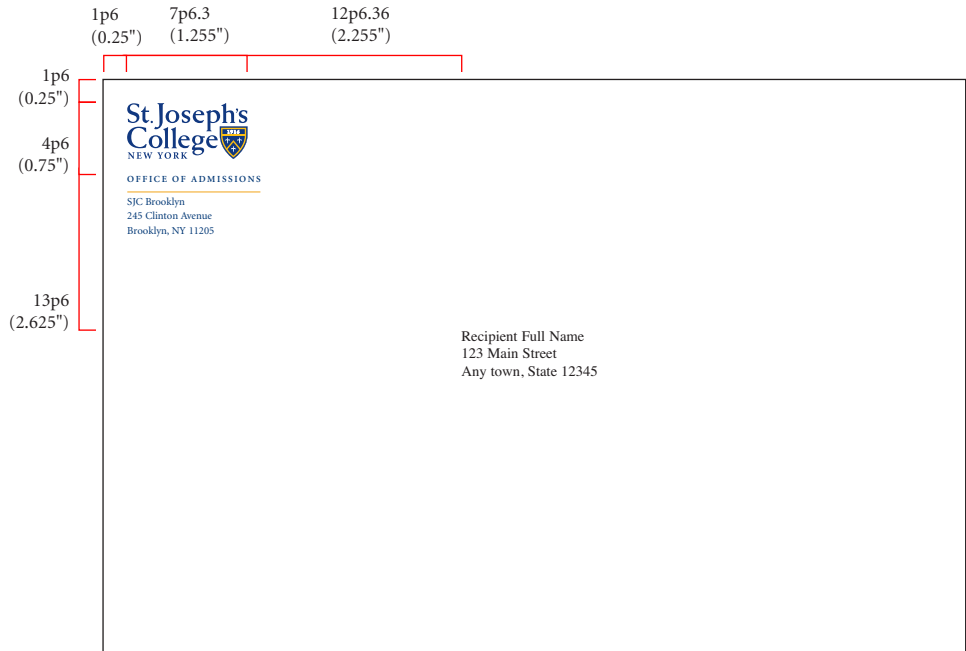 1p6
(0.25")
7p6.3
(1.255")
12p6.36
(2.255")
1p6
(0.25")
4p6
(0.75")
13p6
(2.625")
St.Joseph's
College
1916
NEW YORK
OFFICE OF ADMISSIONS
SJC Brooklyn
245 Clinton Avenue
Brooklyn, NY 11205
Recipient Full Name
123 Main Street
Any town, State 12345